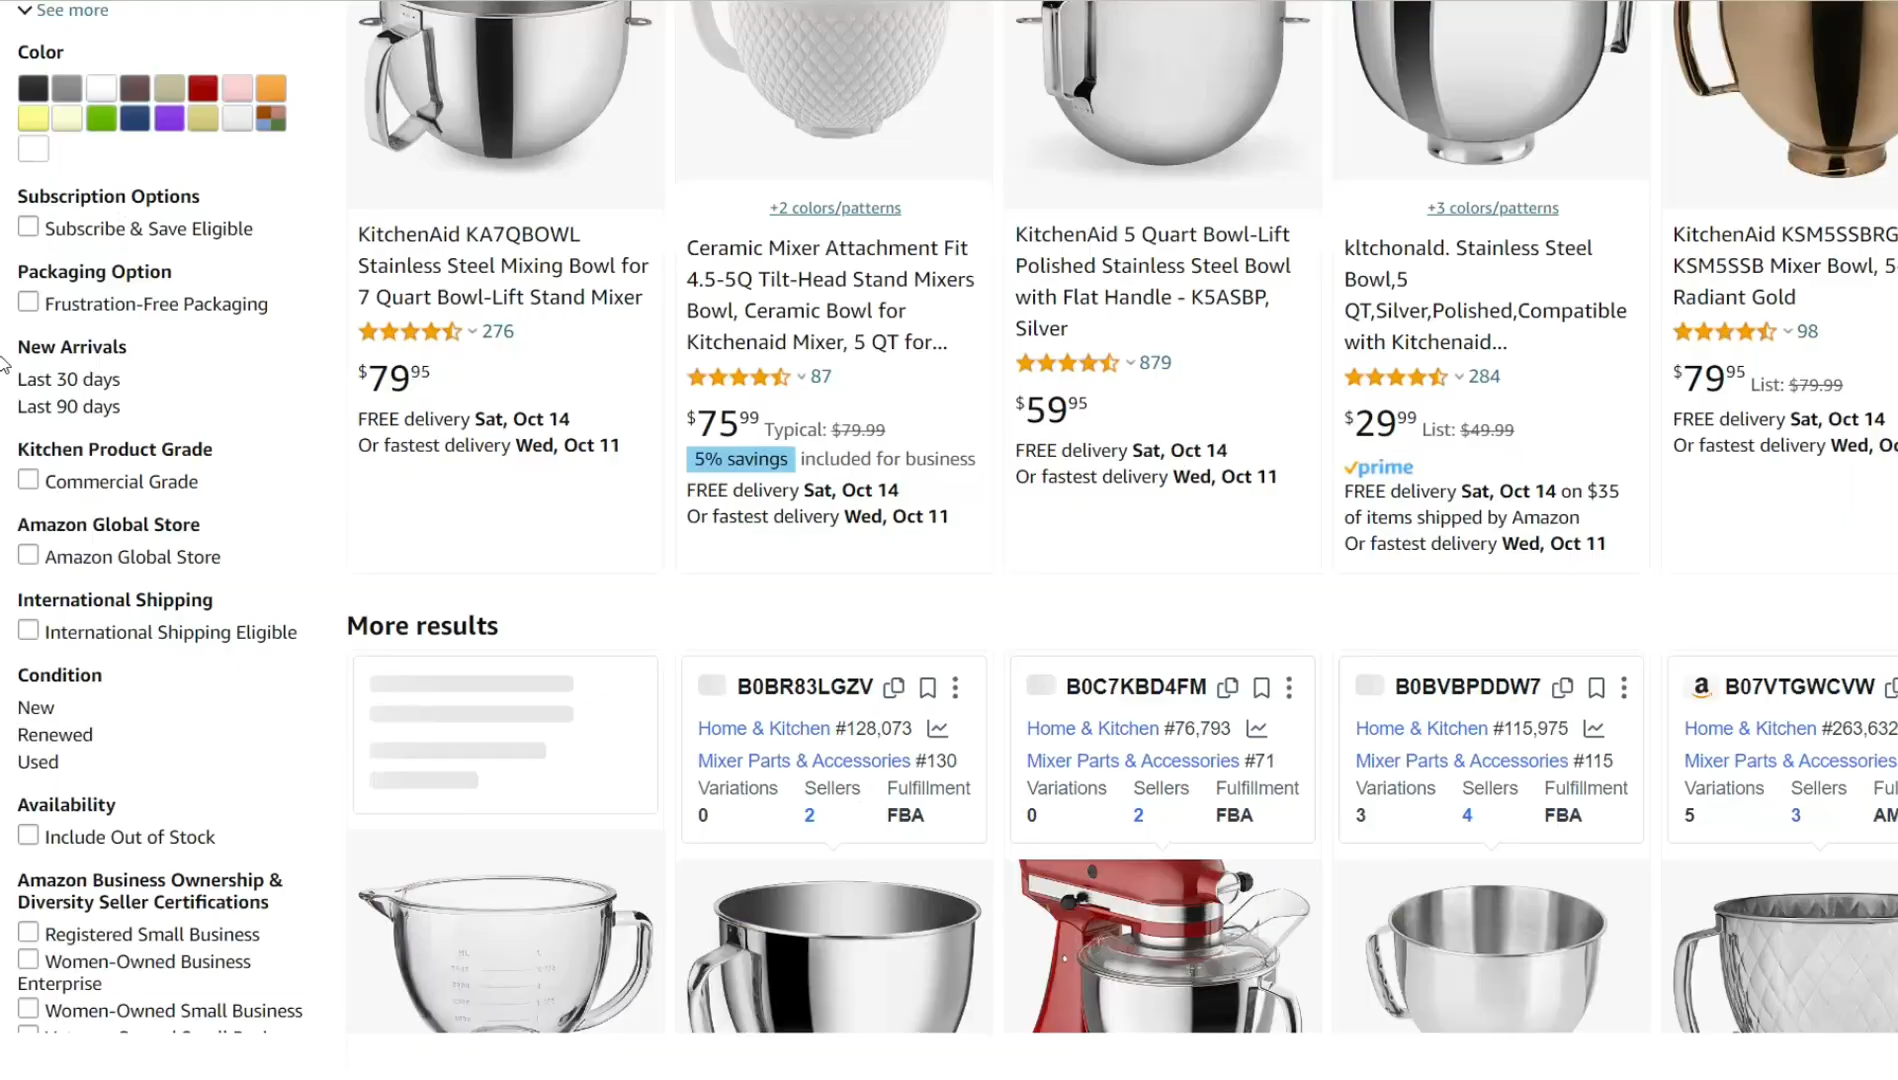 See more
Color
Subscription Options
Subscribe & Save Eligible
Packaging Option
Frustration-Free Packaging
New Arrivals
Last 30 days
Last 90 days
Kitchen Product Grade
Commercial Grade
Amazon Global Store
Amazon Global Store
International Shipping
International Shipping Eligible
Condition
New
Renewed
Used
Availability
Include Out of Stock
Amazon Business Ownership &
Diversity Seller Certifications
Registered Small Business
Women-Owned Business
Enterprise
Women-Owned Small Business
KitchenAid KA7QBOWL
Stainless Steel Mixing Bowl for
7 Quart Bowl-Lift Stand Mixer
276
$79.95
FREE delivery Sat, Oct 14
Or fastest delivery Wed, Oct 11
+2 colors/patterns
Ceramic Mixer Attachment Fit
4.5-5Q Tilt-Head Stand Mixers
Bowl, Ceramic Bowl for
Kitchenaid Mixer, 5 QT for...
87
$75.99 Typical: $79.99
5% savings included for business
FREE delivery Sat, Oct 14
Or fastest delivery Wed, Oct 11
KitchenAid 5 Quart Bowl-Lift
Polished Stainless Steel Bowl
with Flat Handle - K5ASBP,
Silver
879
$59.95
FREE delivery Sat, Oct 14
Or fastest delivery Wed, Oct 11
+3 colors/patterns
kltchonald. Stainless Steel
Bowl,5
QT,Silver,Polished,Compatible
with Kitchenaid...
284
$29.99 List: $49.99
prime
FREE delivery Sat, Oct 14 on $35
of items shipped by Amazon
Or fastest delivery Wed, Oct 11
KitchenAid KSM5SSBRG
KSM5SSB Mixer Bowl, 5-
Radiant Gold
98
$79.95 List: $79.99
FREE delivery Sat, Oct 14
Or fastest delivery Wed, Oc
More results
B0BR83LGZV
Home & Kitchen #128,073
Mixer Parts & Accessories #130
Variations Sellers Fulfillment
0 2 FBA
B0C7KBD4FM
Home & Kitchen #76,793
Mixer Parts & Accessories #71
Variations Sellers Fulfillment
0 2 FBA
B0BVBPDDW7
Home & Kitchen #115,975
Mixer Parts & Accessories #115
Variations Sellers Fulfillment
3 4 FBA
a B07VTGWCVW
Home & Kitchen #263,632
Mixer Parts & Accessories
Variations Sellers Ful
5 3 AM